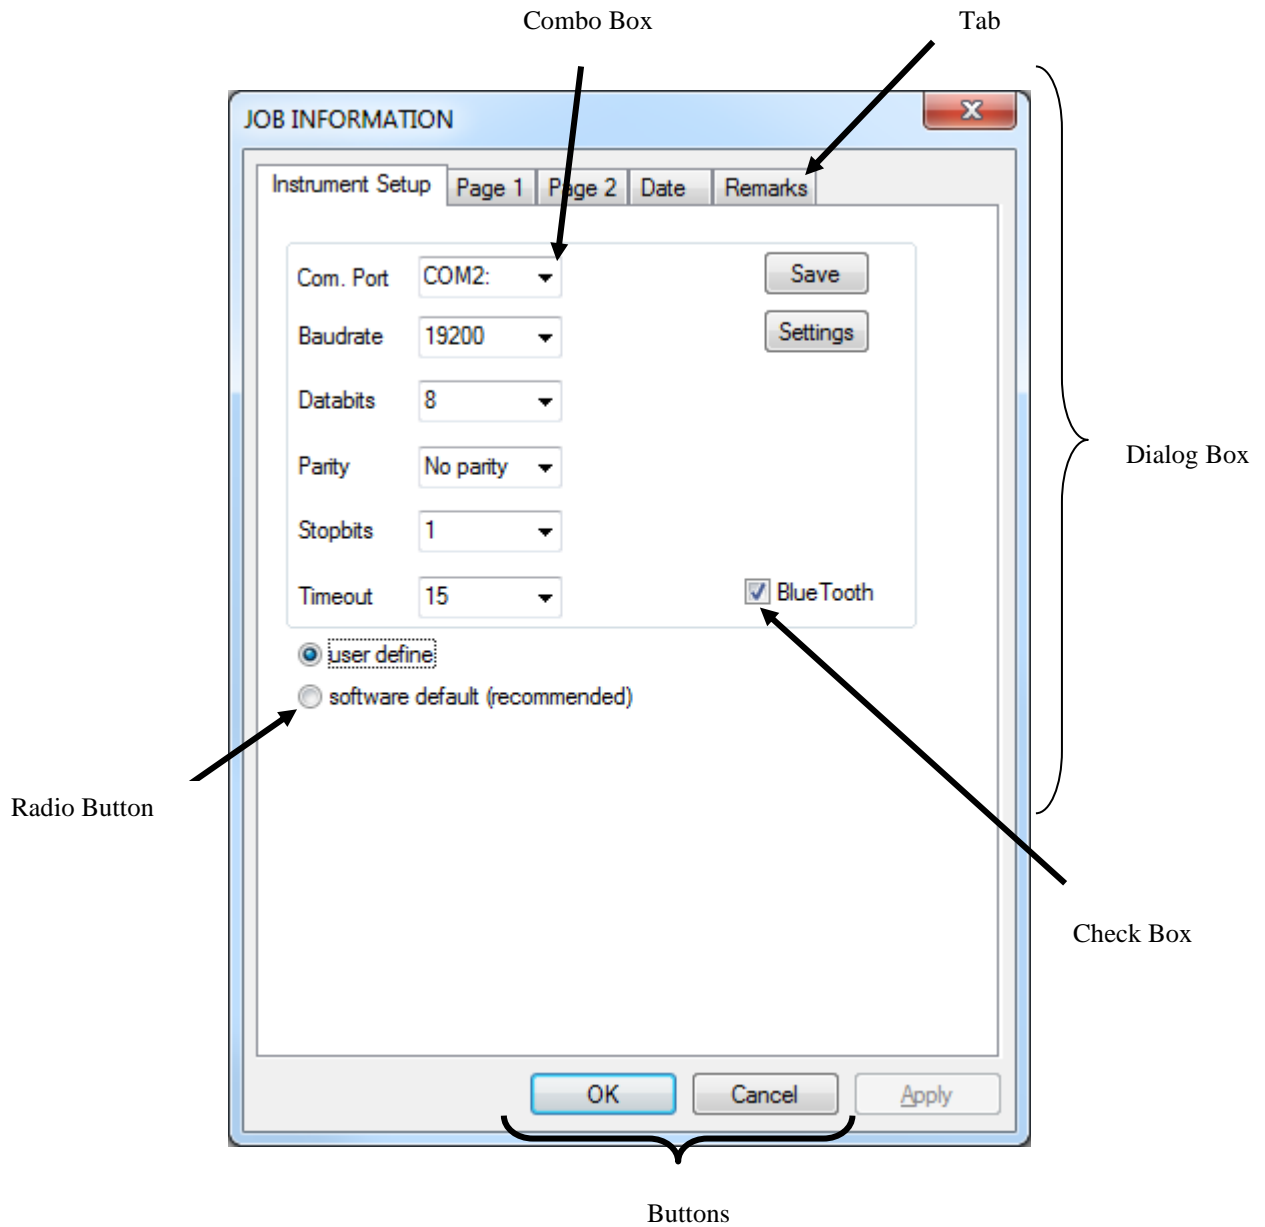 Combo Box
Tab
JOB INFORMATION
X
Instrument Setup Page 1 Page 2 Date Remarks
Com. Port COM2: Save
Baudrate 19200 Settings
Databits 8
Parity No parity
Dialog Box
Stopbits 1
Timeout 15 BlueTooth
user define
software default (recommended)
Radio Button
Check Box
OK Cancel Apply
Buttons